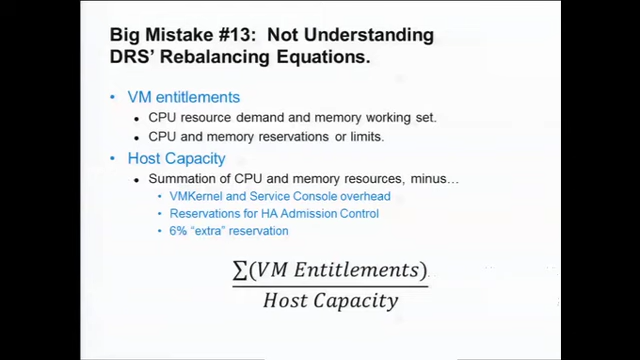 Big Mistake #13: Not Understanding
DRS' Rebalancing Equations.
• VM entitlements
• CPU resource demand and memory working set.
• CPU and memory reservations or limits.
• Host Capacity
• Summation of CPU and memory resources, minus…
• VMKernel and Service Console overhead
• Reservations for HA Admission Control
• 6% “extra” reservation
∑(VM Entitlements)
Host Capacity